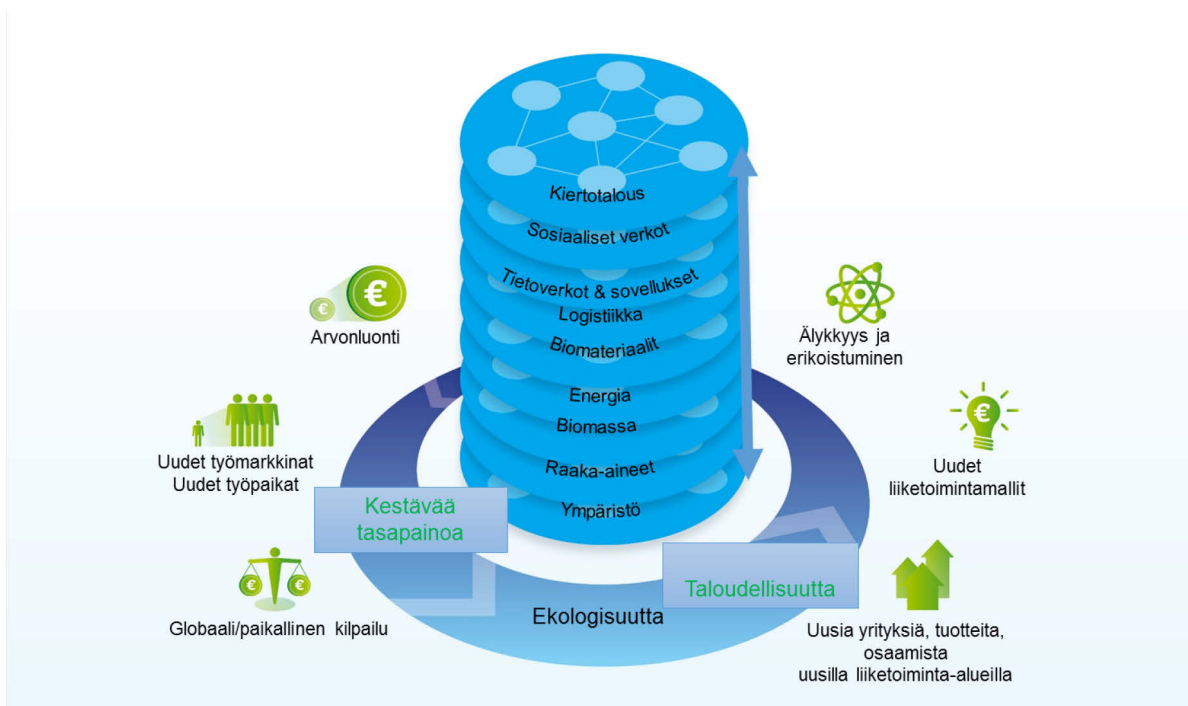 Kiertotalous
Sosiaaliset verkot
Tietoverkot & sovellukset
Logistiikka
Biomateriaalit
Energia
Biomassa
Raaka-aineet
Ympäristö
€
€
Arvonluonti
Uudet työmarkkinat
Uudet työpaikat
€
€
Globaali/paikallinen kilpailu
Kestävää
tasapainoa
Ekologisuutta
Taloudellisuutta
Älykkyys ja
erikoistuminen
€
Uudet
liiketoimintamallit
Uusia yrityksiä, tuotteita,
osaamista
uusilla liiketoiminta-alueilla